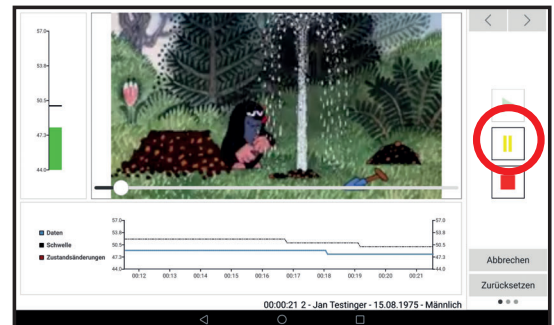 57.0
53.8
50.5
47.3
44.0
Daten
Schwelle
Zustandsänderungen
57.0
53.8
50.5
47.3
44.0
57.0
53.8
50.5
47.3
44.0
00:12 00:13 00:14 00:15 00:16 00:17 00:18 00:19 00:20 00:21
00:00:21 2 - Jan Testinger - 15.08.1975 - Männlich
Abbrechen
Zurücksetzen